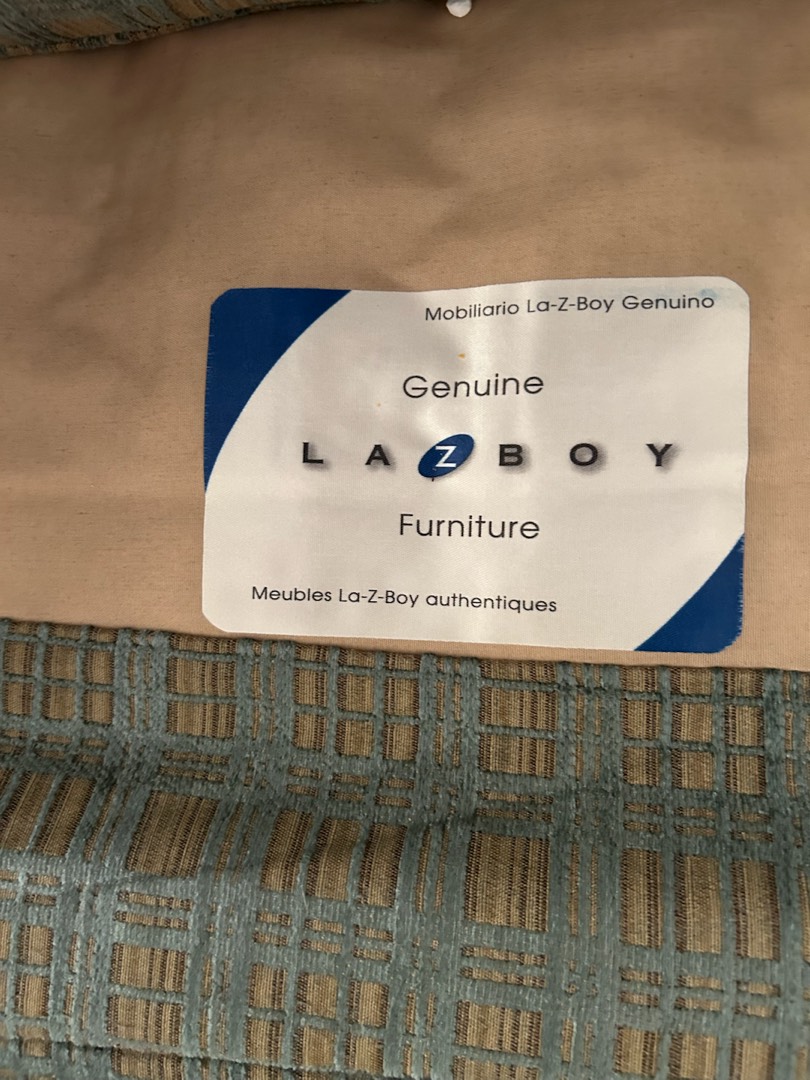 Mobiliario La-Z-Boy Genuino
Genuine
LAZBOY
Furniture
Meubles La-Z-Boy authentiques